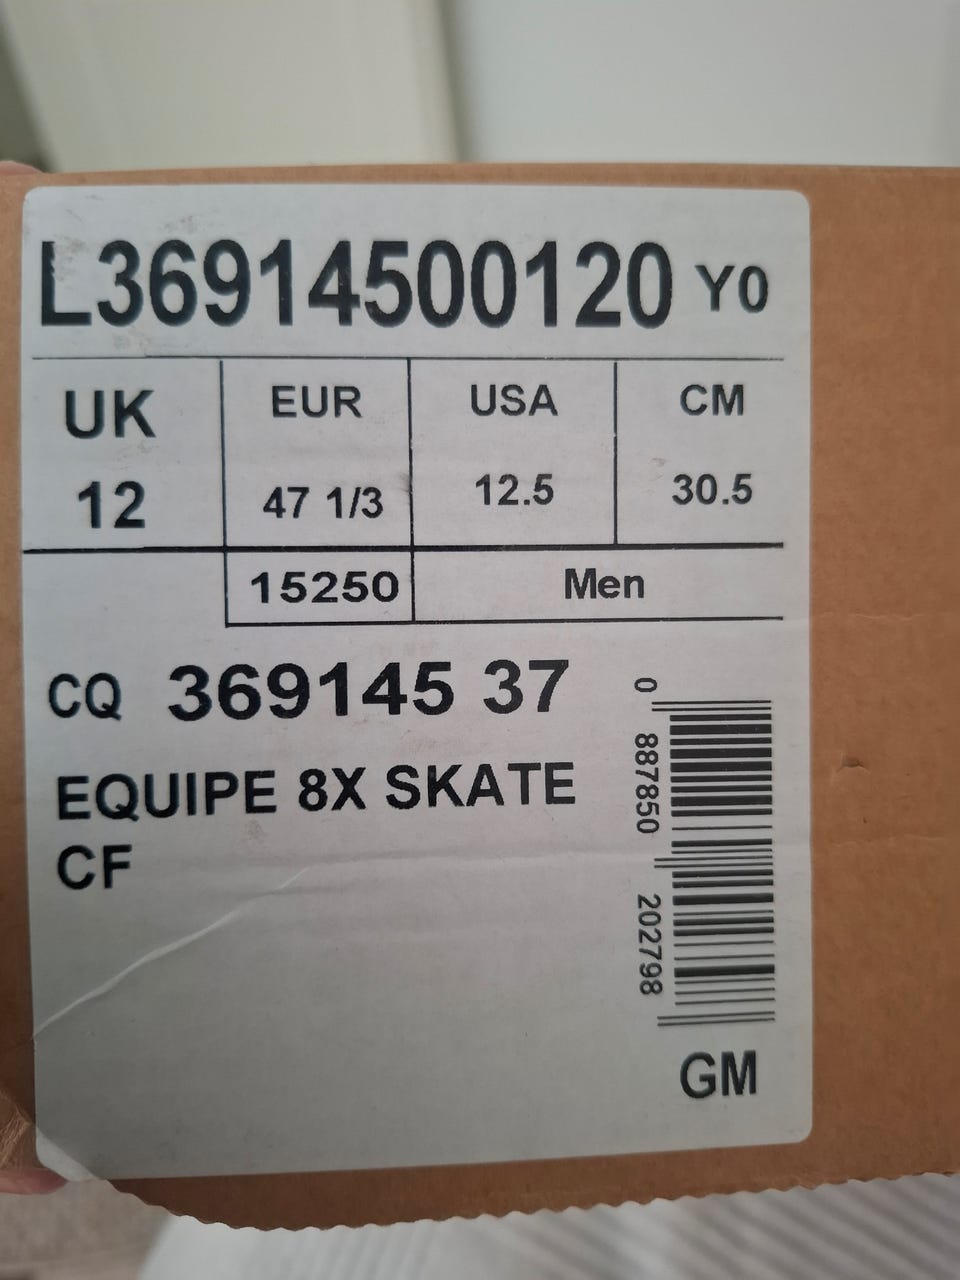 L36914500120 Y0
UK EUR USA CM
12 47 1/3 12.5 30.5
15250 Men
CQ 369145 37
EQUIPE 8X SKATE
CF
0 887850 202798
GM